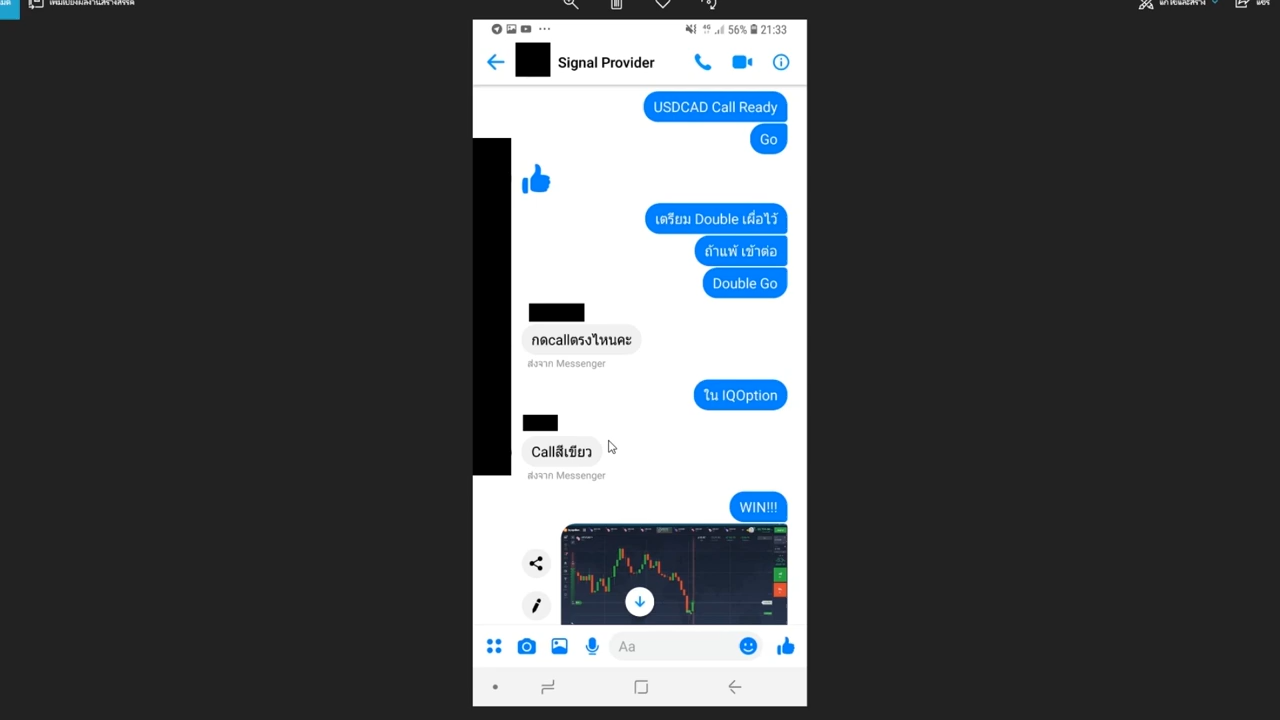 56% 21:33
Signal Provider
USDCAD Call Ready
Go
เตรียม Double เผื่อไว้
ถ้าแพ้ เข้าต่อ
Double Go
กดcallตรงไหนคะ
ส่งจาก Messenger
ใน IQOption
Callสีเขียว
ส่งจาก Messenger
WIN!!!
Aa